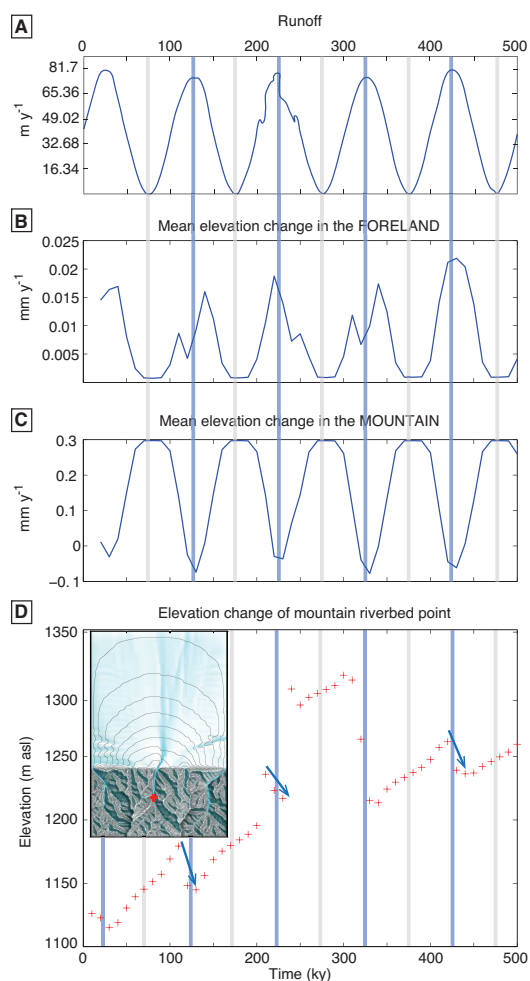 A
Runoff
0 100 200 300 400 500
81.7
65.36
49.02
32.68
16.34
m y⁻¹
B
Mean elevation change in the FORELAND
0.025
0.02
0.015
0.01
0.005
mm y⁻¹
C
Mean elevation change in the MOUNTAIN
0.3
0.2
0.1
0
−0.1
mm y⁻¹
D
Elevation change of mountain riverbed point
1350
1300
1250
1200
1150
1100
Elevation (m asl)
0 100 200 300 400 500
Time (ky)